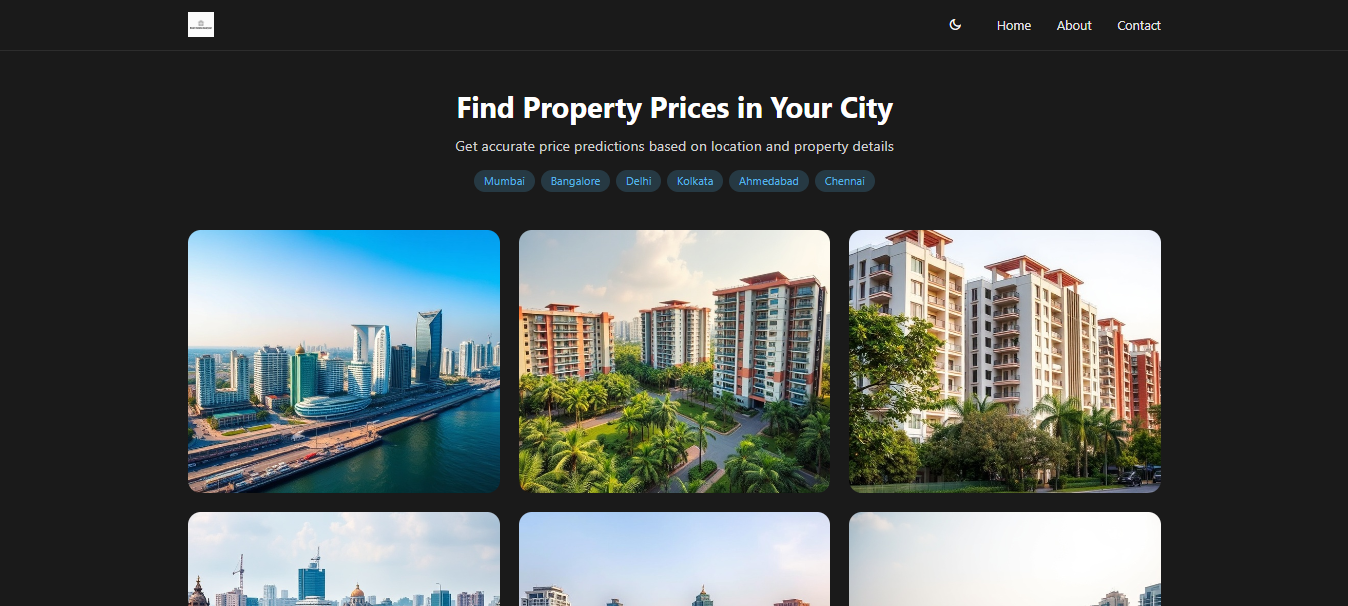 Home About Contact
Find Property Prices in Your City
Get accurate price predictions based on location and property details
Mumbai Bangalore Delhi Kolkata Ahmedabad Chennai